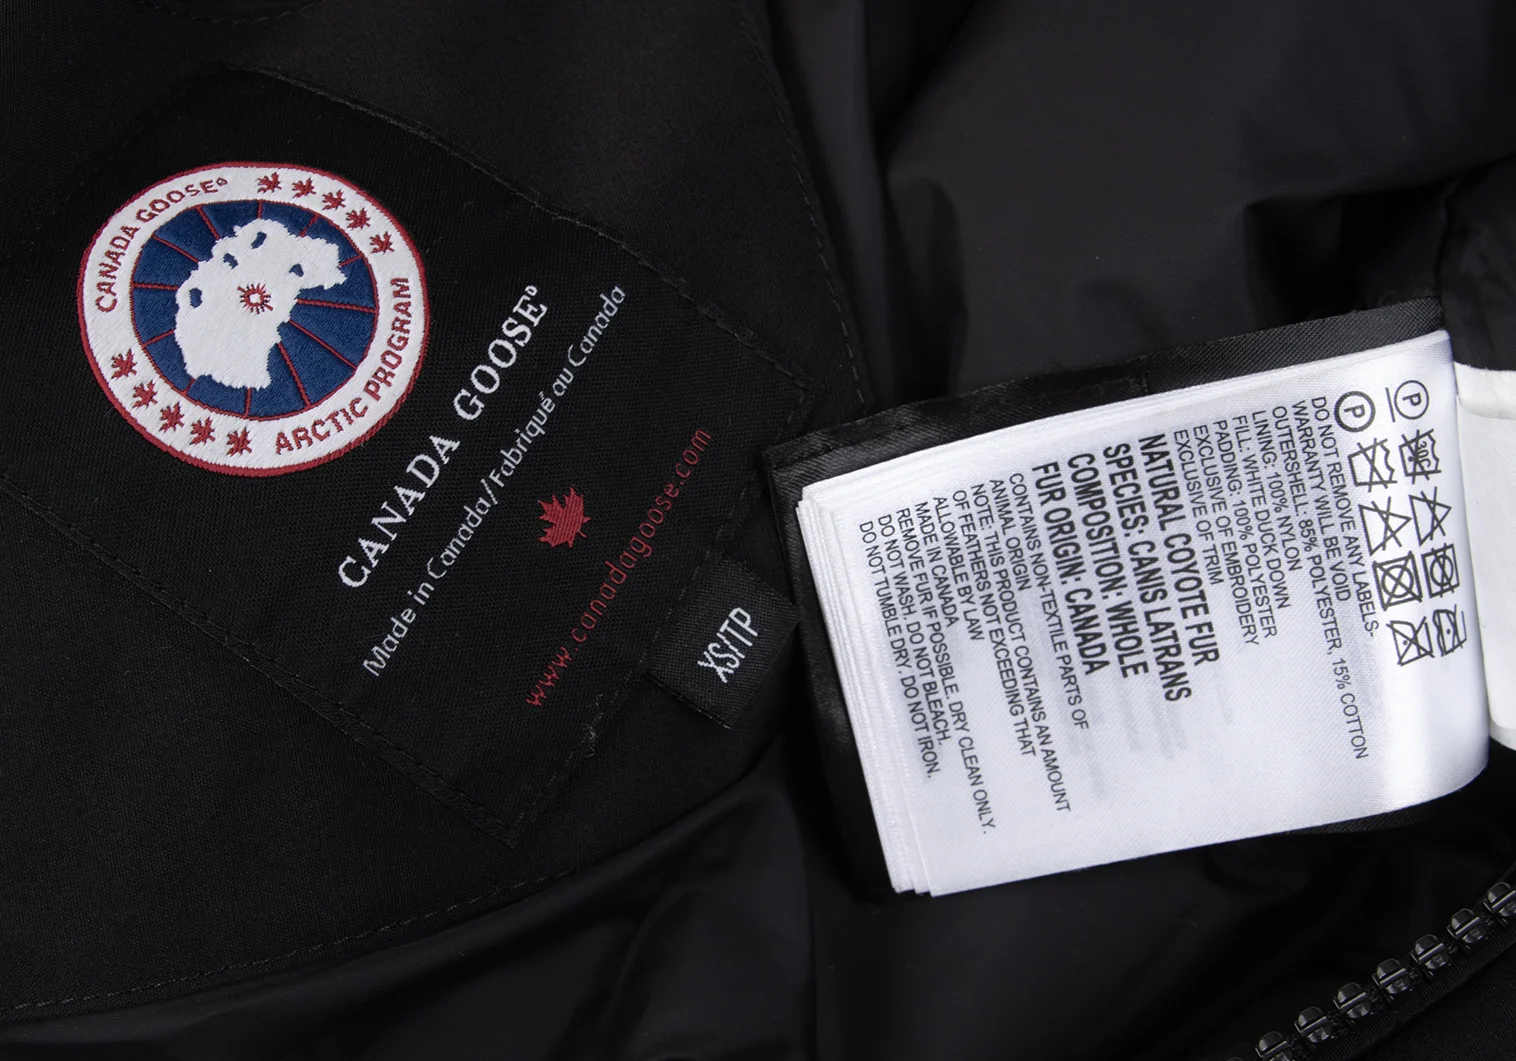 CANADA GOOSE®
ARCTIC PROGRAM
CANADA GOOSE®
Made in Canada/Fabriqué au Canada
www.canadagoose.com
XS/TP
P P
30°
DO NOT REMOVE ANY LABELS-
WARRANTY WILL BE VOID
OUTERSHELL: 85% POLYESTER, 15% COTTON
LINING: 100% NYLON
FILL: WHITE DUCK DOWN
PADDING: 100% POLYESTER
EXCLUSIVE OF EMBROIDERY
EXCLUSIVE OF TRIM
NATURAL COYOTE FUR
SPECIES: CANIS LATRANS
COMPOSITION: WHOLE
FUR ORIGIN: CANADA
CONTAINS NON-TEXTILE PARTS OF
ANIMAL ORIGIN
NOTE: THIS PRODUCT CONTAINS AN AMOUNT
OF FEATHERS NOT EXCEEDING THAT
ALLOWABLE BY LAW
MADE IN CANADA
REMOVE FUR IF POSSIBLE. DRY CLEAN ONLY.
DO NOT WASH. DO NOT BLEACH.
DO NOT TUMBLE DRY. DO NOT IRON.